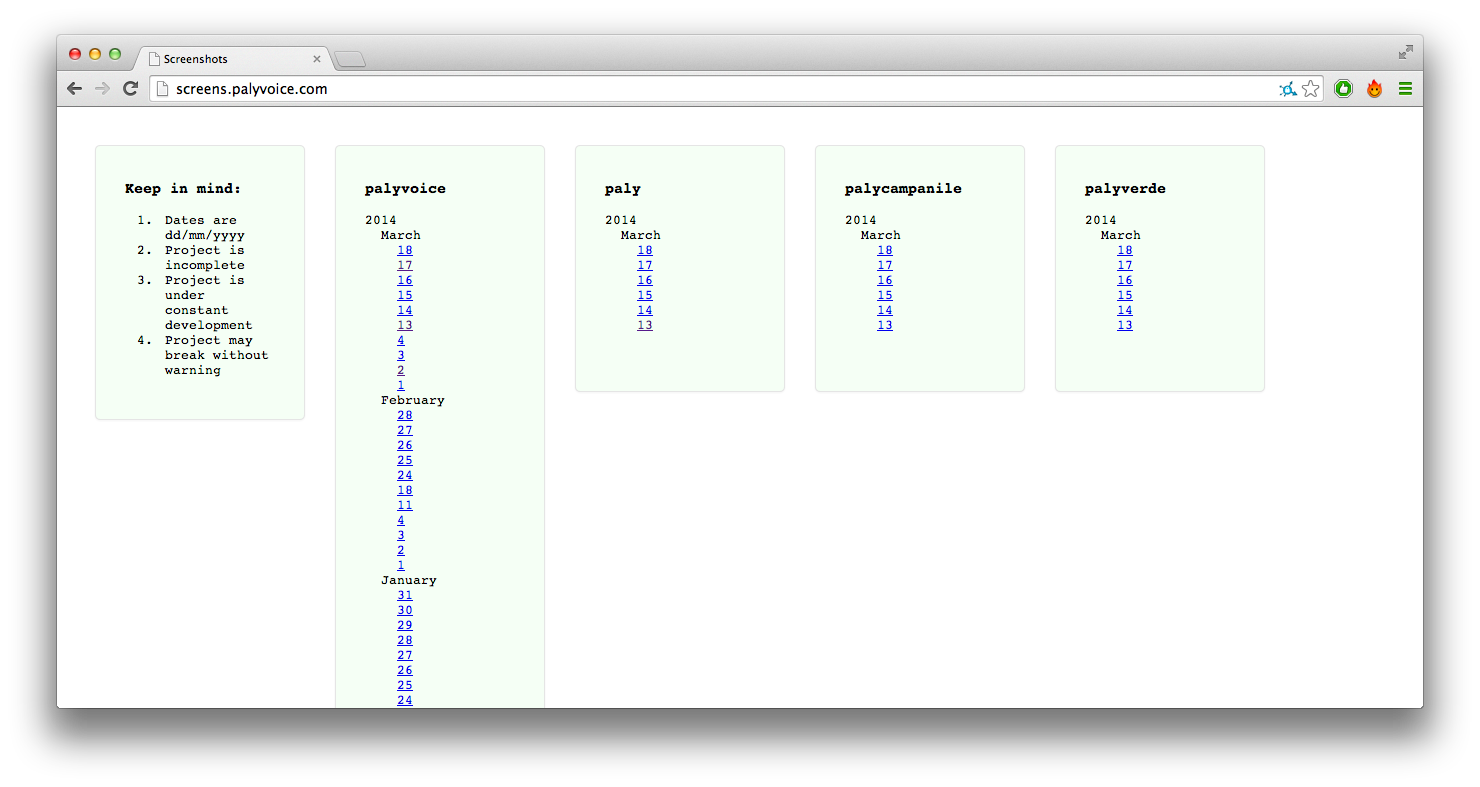 Screenshots
screens.palyvoice.com
Keep in mind:
1. Dates are
dd/mm/yyyy
2. Project is
incomplete
3. Project is
under
constant
development
4. Project may
break without
warning
palyvoice
2014
March
18
17
16
15
14
13
4
3
2
1
February
28
27
26
25
24
18
11
4
3
2
1
January
31
30
29
28
27
26
25
24
paly
2014
March
18
17
16
15
14
13
palycampanile
2014
March
18
17
16
15
14
13
palyverde
2014
March
18
17
16
15
14
13